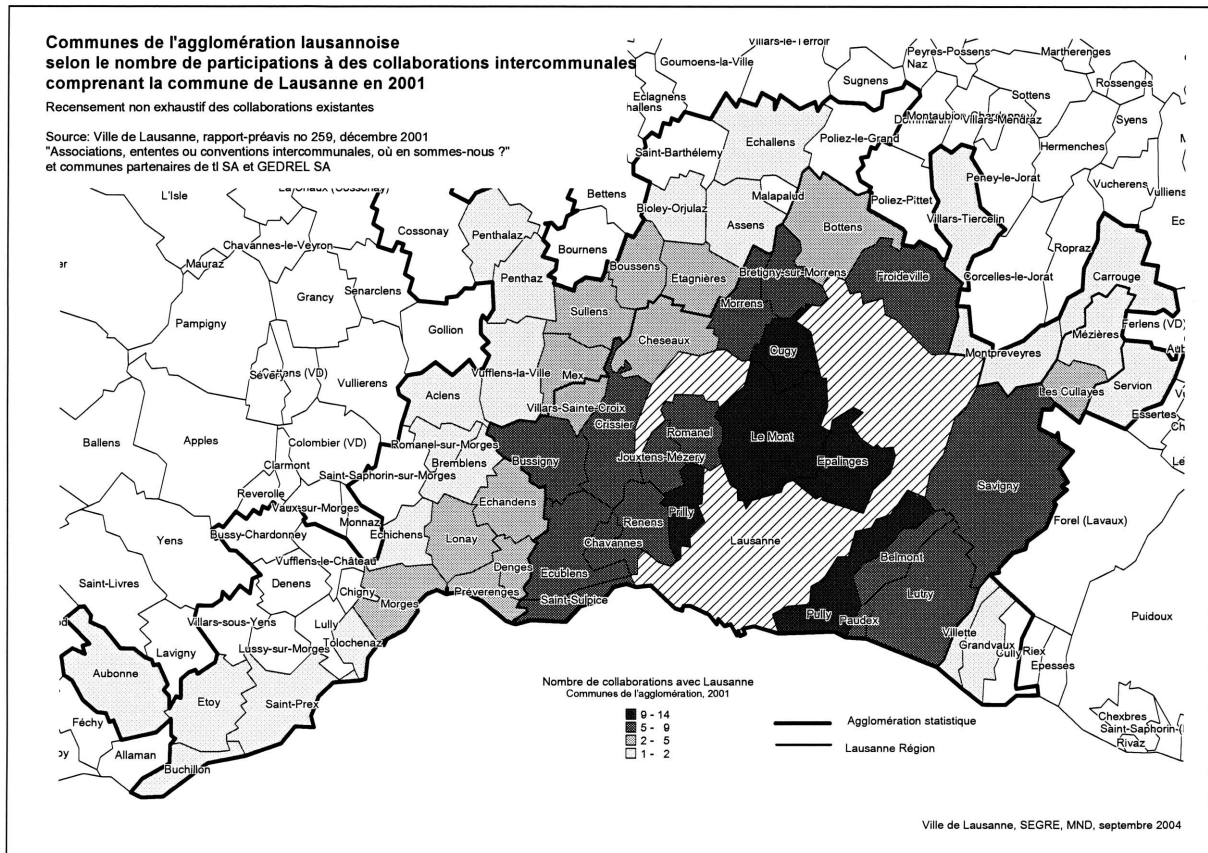 Communes de l'agglomération lausannoise
selon le nombre de participations à des collaborations intercommunales
comprenant la commune de Lausanne en 2001
Recensement non exhaustif des collaborations existantes
Source: Ville de Lausanne, rapport-préavis no 259, décembre 2001
"Associations, ententes ou conventions intercommunales, où en sommes-nous ?"
et communes partenaires de tl SA et GEDREL SA
Villars-le-Terroir
Peyres-Possens
Martherenges
Goumoens-la-Ville
Naz
Sugnens
Rossenges
Eclagnens
Sottens
Echallens
Poliez-le-Grand
Villars-Mendraz
Syens
Saint-Barthélemy
Hermenches
L'Isle
Bettens
Malapalud
Poliez-Pittet
Peney-le-Jorat
Vucherens
Bioley-Orjulaz
Assens
Villars-Tiercelin
Vulliens
Cossonay
Penthalaz
Bournens
Bottens
Chavannes-le-Veyron
Ropraz
Mauraz
Penthaz
Boussens
Etagnières
Bretigny-sur-Morrens
Froideville
Corcelles-le-Jorat
Carrouge
Grancy
Senarclens
Morrens
Sullens
Pampigny
Gollion
Cheseaux
Mézières
Ferlens (VD)
Cugy
Montpreveyres
Vufflens-la-Ville
Mex
Sévery
Cottens (VD)
Vullierens
Servion
Aclens
Villars-Sainte-Croix
Les Cullayes
Essertes
Crissier
Romanel
Le Mont
Ballens
Apples
Colombier (VD)
Romanel-sur-Morges
Jouxtens-Mézery
Epalinges
Clarmont
Bremblens
Bussigny
Saint-Saphorin-sur-Morges
Savigny
Reverolle
Echandens
Vaux-sur-Morges
Monnaz
Renens
Prilly
Forel (Lavaux)
Yens
Bussy-Chardonney
Echichens
Lonay
Chavannes
Lausanne
Belmont
Vufflens-le-Château
Denges
Ecublens
Saint-Livres
Denens
Chigny
Morges
Préverenges
Saint-Sulpice
Lutry
Villars-sous-Yens
Lully
Pully
Paudex
Puidoux
Lavigny
Lussy-sur-Morges
Tolochenaz
Villette
Grandvaux
Cully
Riex
Epesses
Aubonne
Etoy
Saint-Prex
Féchy
Allaman
Buchillon
Chexbres
Saint-Saphorin-(
Rivaz
Nombre de collaborations avec Lausanne
Communes de l'agglomération, 2001
9 - 14
5 - 9
2 - 5
1 - 2
Agglomération statistique
Lausanne Région
Ville de Lausanne, SEGRE, MND, septembre 2004